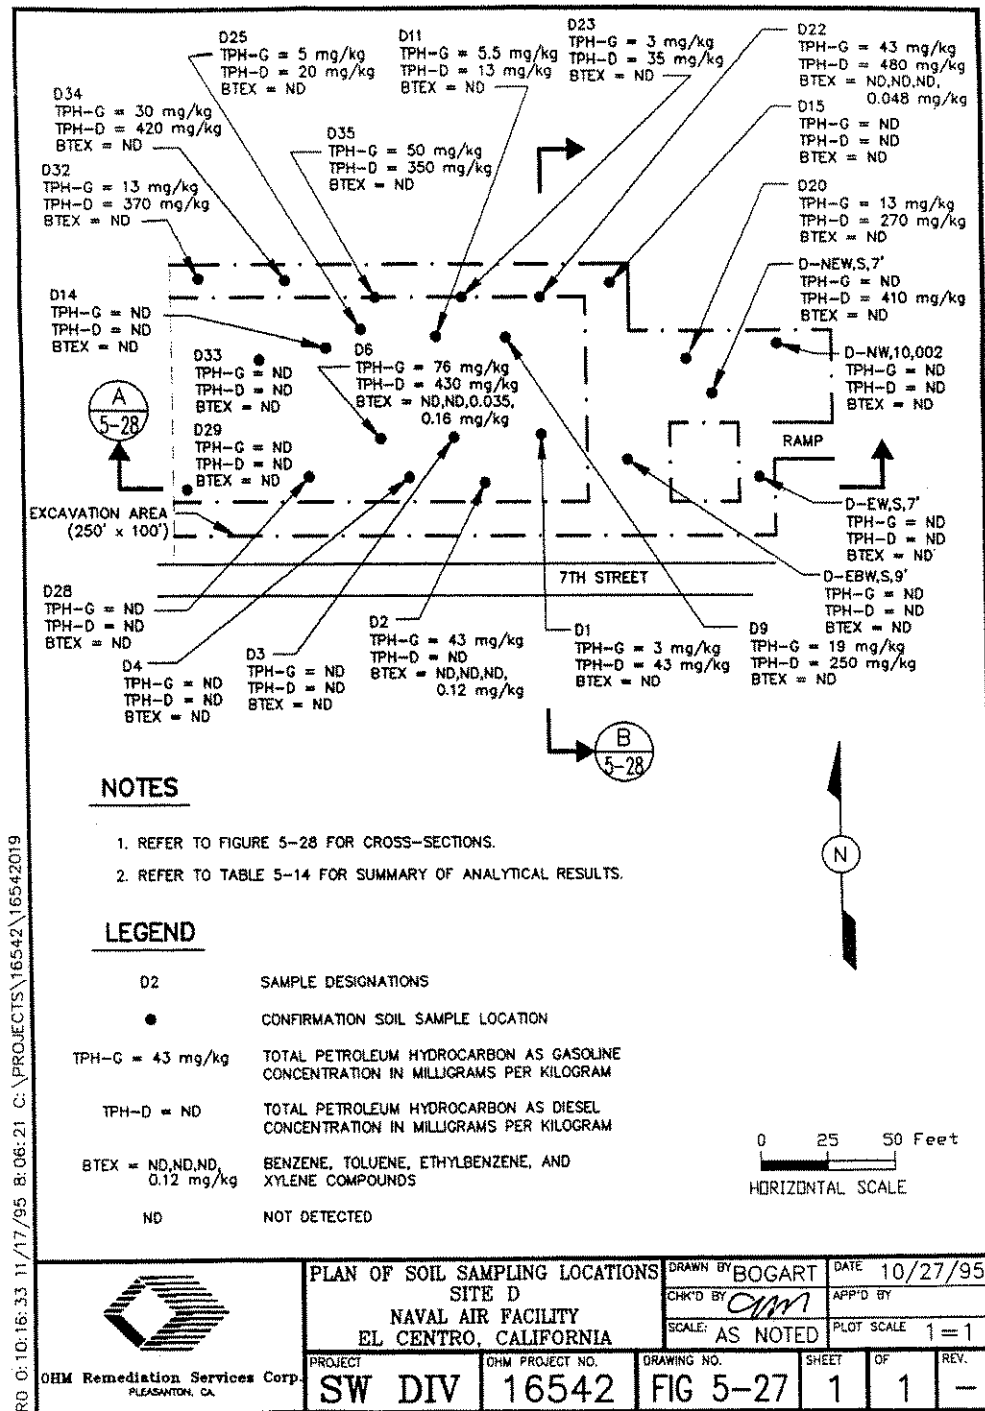 D25
TPH-G = 5 mg/kg
TPH-D = 20 mg/kg
BTEX = ND
D11
TPH-G = 5.5 mg/kg
TPH-D = 13 mg/kg
BTEX = ND
D23
TPH-G = 3 mg/kg
TPH-D = 35 mg/kg
BTEX = ND
D22
TPH-G = 43 mg/kg
TPH-D = 480 mg/kg
BTEX = ND,ND,ND,
0.048 mg/kg
D34
TPH-G = 30 mg/kg
TPH-D = 420 mg/kg
BTEX = ND
D35
TPH-G = 50 mg/kg
TPH-D = 350 mg/kg
BTEX = ND
D15
TPH-G = ND
TPH-D = ND
BTEX = ND
D32
TPH-G = 13 mg/kg
TPH-D = 370 mg/kg
BTEX = ND
D20
TPH-G = 13 mg/kg
TPH-D = 270 mg/kg
BTEX = ND
D-NEW,S,7'
TPH-G = ND
TPH-D = 410 mg/kg
BTEX = ND
D14
TPH-G = ND
TPH-D = ND
BTEX = ND
D33
TPH-G = ND
TPH-D = ND
BTEX = ND
D6
TPH-G = 76 mg/kg
TPH-D = 430 mg/kg
BTEX = ND,ND,0.035,
0.16 mg/kg
D-NW,10,002
TPH-G = ND
TPH-D = ND
BTEX = ND
A
5-28
D29
TPH-G = ND
TPH-D = ND
BTEX = ND
RAMP
EXCAVATION AREA
(250' x 100')
D-EW,S,7'
TPH-G = ND
TPH-D = ND
BTEX = ND
7TH STREET
D-EBW,S,9'
TPH-G = ND
TPH-D = ND
BTEX = ND
D28
TPH-G = ND
TPH-D = ND
BTEX = ND
D4
TPH-G = ND
TPH-D = ND
BTEX = ND
D3
TPH-G = ND
TPH-D = ND
BTEX = ND
D2
TPH-G = 43 mg/kg
TPH-D = ND
BTEX = ND,ND,ND,
0.12 mg/kg
D1
TPH-G = 3 mg/kg
TPH-D = 43 mg/kg
BTEX = ND
D9
TPH-G = 19 mg/kg
TPH-D = 250 mg/kg
BTEX = ND
B
5-28
NOTES
1. REFER TO FIGURE 5-28 FOR CROSS-SECTIONS.
2. REFER TO TABLE 5-14 FOR SUMMARY OF ANALYTICAL RESULTS.
N
LEGEND
D2 SAMPLE DESIGNATIONS
CONFIRMATION SOIL SAMPLE LOCATION
TPH-G = 43 mg/kg TOTAL PETROLEUM HYDROCARBON AS GASOLINE
CONCENTRATION IN MILLIGRAMS PER KILOGRAM
TPH-D = ND TOTAL PETROLEUM HYDROCARBON AS DIESEL
CONCENTRATION IN MILLIGRAMS PER KILOGRAM
BTEX = ND,ND,ND, BENZENE, TOLUENE, ETHYLBENZENE, AND
0.12 mg/kg XYLENE COMPOUNDS
ND NOT DETECTED
0 25 50 Feet
HORIZONTAL SCALE
RO 0:10:16:33 11/17/95 8:06:21 C:\PROJECTS\16542\16542019
OHM Remediation Services Corp.
PLEASANTON, CA.
PLAN OF SOIL SAMPLING LOCATIONS
SITE D
NAVAL AIR FACILITY
EL CENTRO, CALIFORNIA
DRAWN BY BOGART
DATE 10/27/95
CHK'D BY
APP'D BY
SCALE: AS NOTED
PLOT SCALE 1=1
PROJECT
SW DIV
OHM PROJECT NO.
16542
DRAWING NO.
FIG 5-27
SHEET
1
OF
1
REV.
-